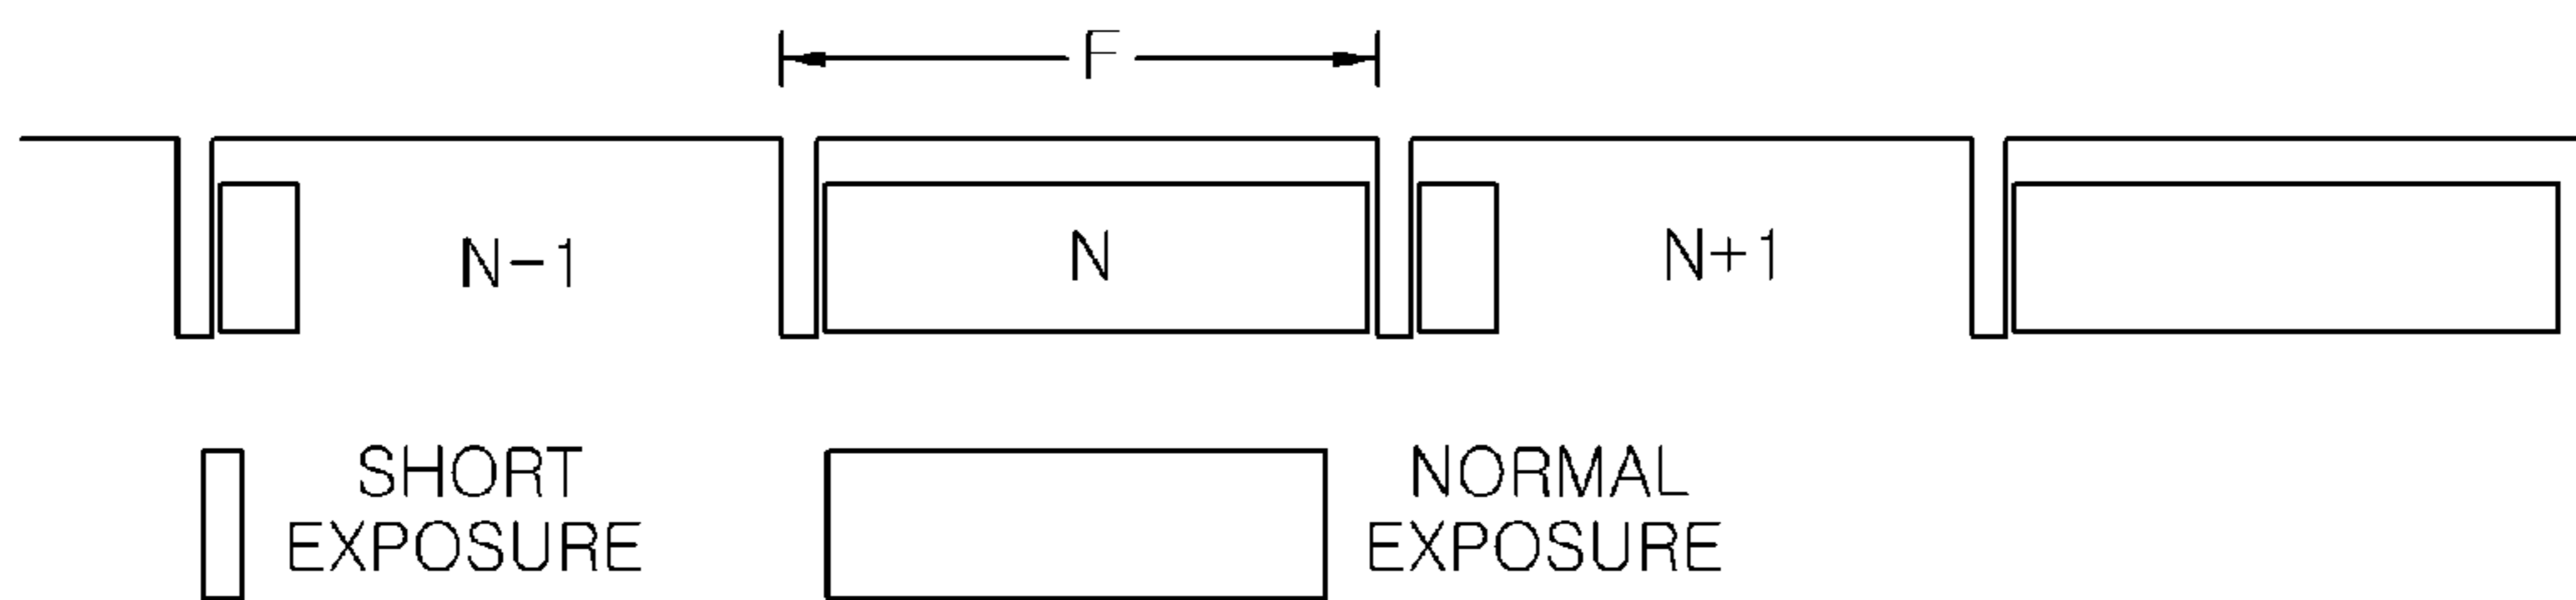 F
N-1
N
N+1
SHORT
EXPOSURE
NORMAL
EXPOSURE